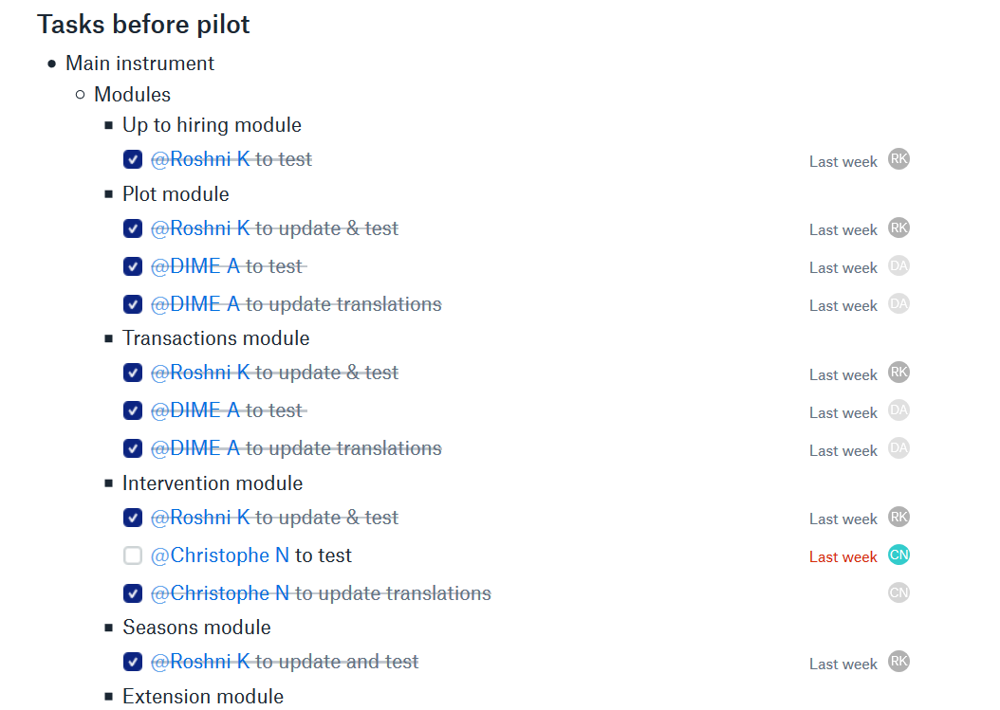 Tasks before pilot
Main instrument
Modules
Up to hiring module
@Roshni K to test Last week RK
Plot module
@Roshni K to update & test Last week RK
@DIME A to test Last week DA
@DIME A to update translations Last week DA
Transactions module
@Roshni K to update & test Last week RK
@DIME A to test Last week DA
@DIME A to update translations Last week DA
Intervention module
@Roshni K to update & test Last week RK
@Christophe N to test Last week CN
@Christophe N to update translations CN
Seasons module
@Roshni K to update and test Last week RK
Extension module